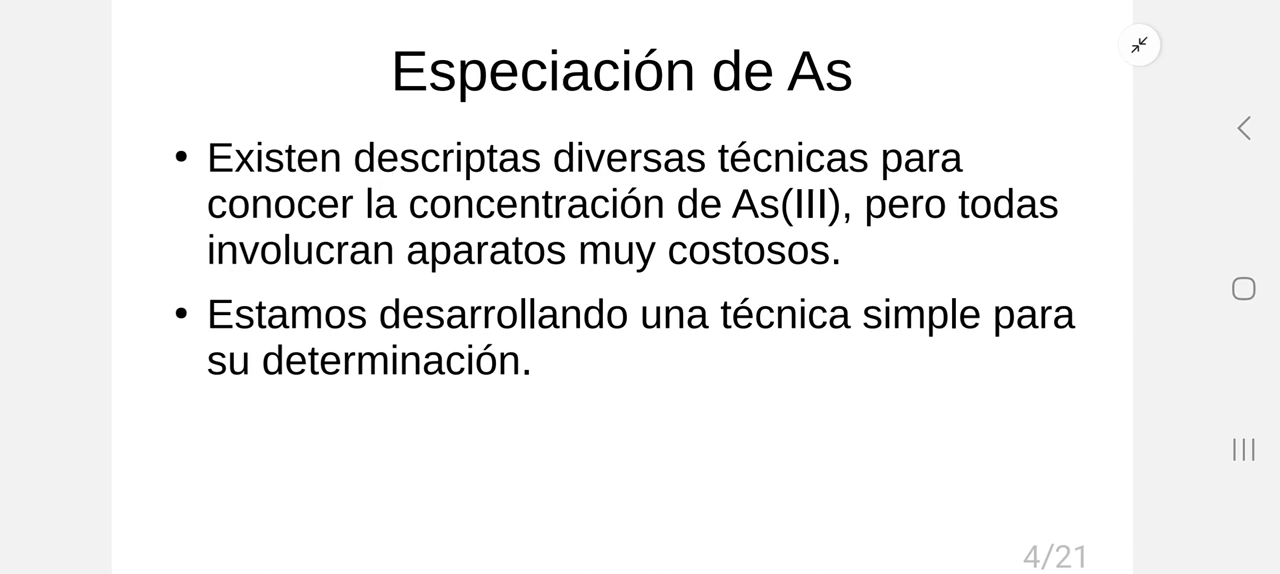 Especiación de As
• Existen descriptas diversas técnicas para
conocer la concentración de As(III), pero todas
involucran aparatos muy costosos.
• Estamos desarrollando una técnica simple para
su determinación.
4/21